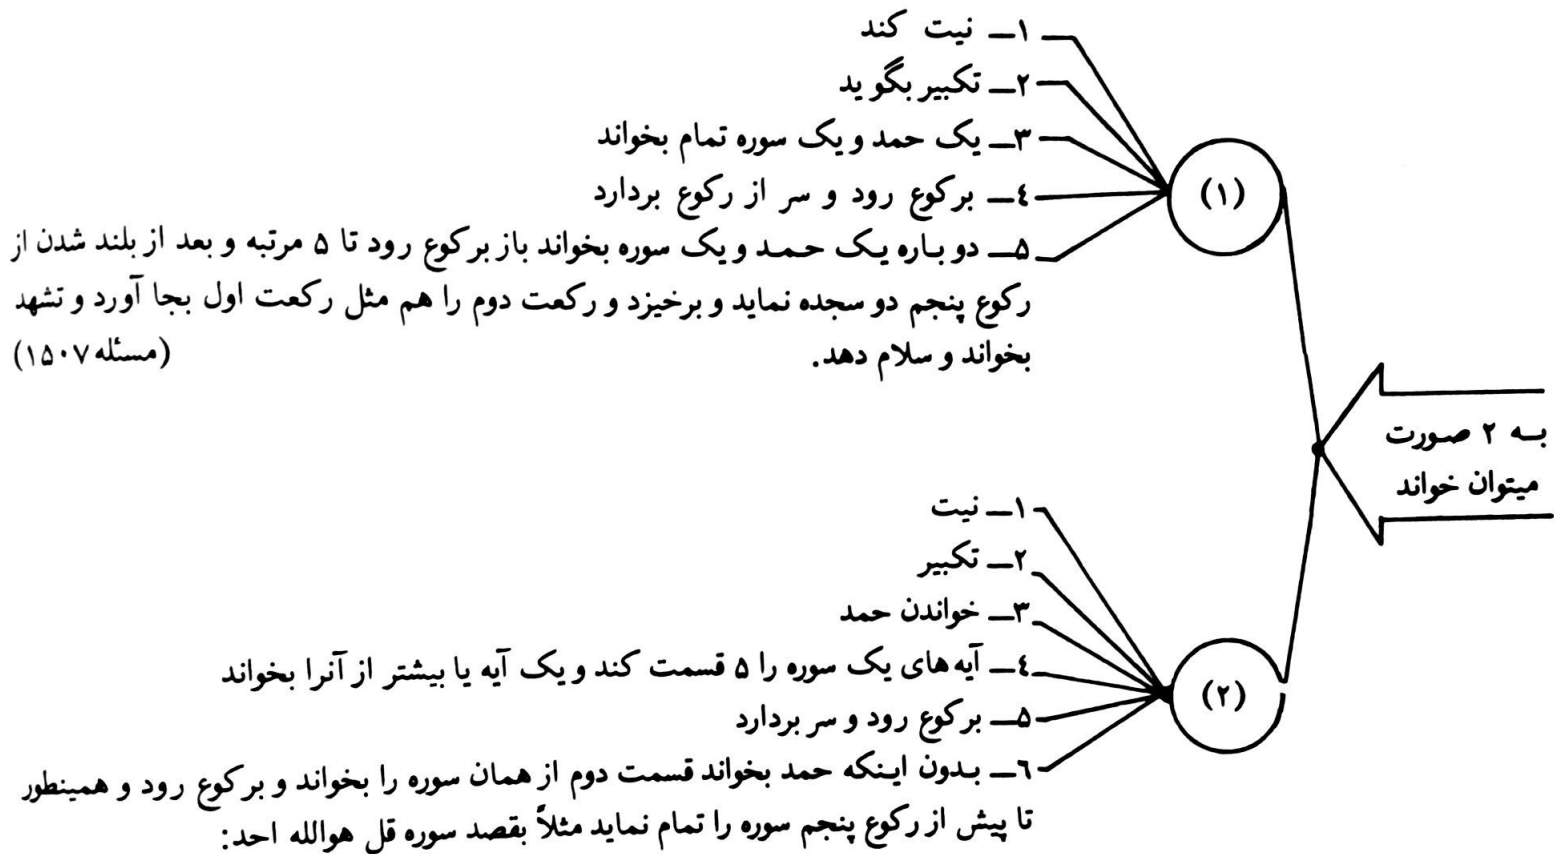 به ۲ صورت
میتوان خواند
(۱)
۱ـ نیت کند
۲ـ تکبیر بگوید
۳ـ یک حمد و یک سوره تمام بخواند
٤ـ برکوع رود و سر از رکوع بردارد
۵ـ دوباره یک حمد و یک سوره بخواند باز برکوع رود تا ۵ مرتبه و بعد از بلند شدن از
رکوع پنجم دو سجده نماید و برخیزد و رکعت دوم را هم مثل رکعت اول بجا آورد و تشهد
بخواند و سلام دهد. (مسئله ۱۵۰۷)
(۲)
۱ـ نیت
۲ـ تکبیر
۳ـ خواندن حمد
٤ـ آیه های یک سوره را ۵ قسمت کند و یک آیه یا بیشتر از آنرا بخواند
۵ـ برکوع رود و سر بردارد
٦ـ بدون اینکه حمد بخواند قسمت دوم از همان سوره را بخواند و برکوع رود و همینطور
تا پیش از رکوع پنجم سوره را تمام نماید مثلاً بقصد سوره قل هوالله احد: